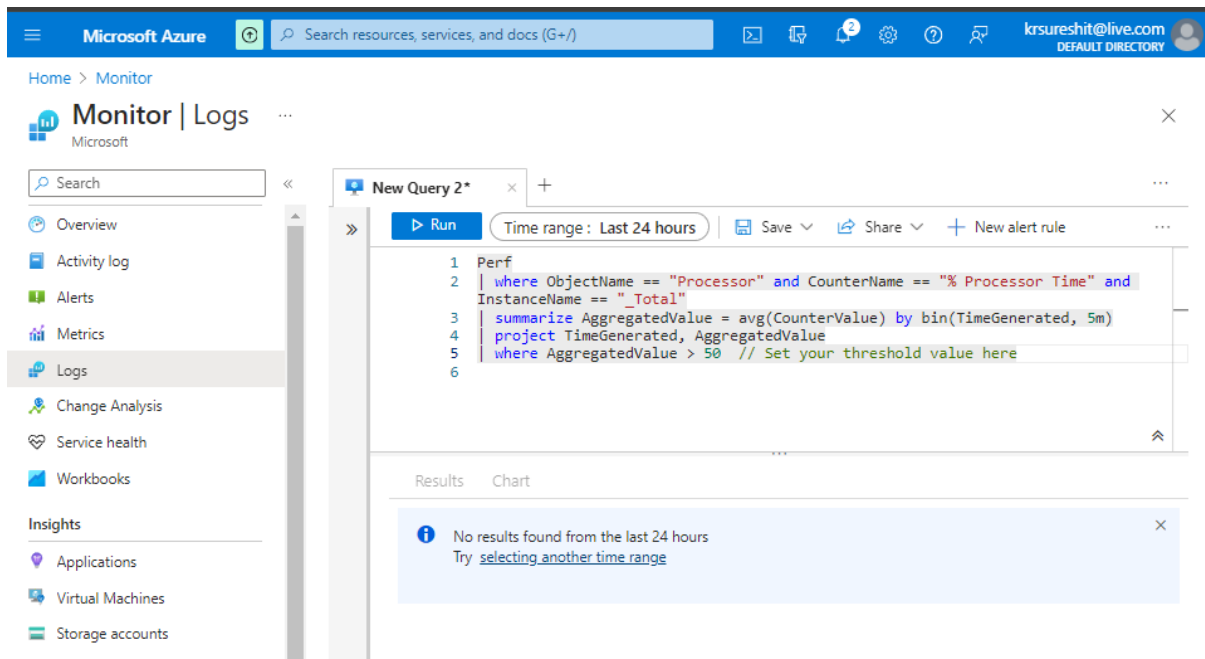 Microsoft Azure
Search resources, services, and docs (G+/)
2
krsureshit@live.com
DEFAULT DIRECTORY
Home > Monitor
Monitor | Logs ...
Microsoft
Search
«
Overview
Activity log
Alerts
Metrics
Logs
Change Analysis
Service health
Workbooks
Insights
Applications
Virtual Machines
Storage accounts
New Query 2*
Run
Time range : Last 24 hours
Save
Share
New alert rule
...
1 Perf
2 | where ObjectName == "Processor" and CounterName == "% Processor Time" and
InstanceName == "_Total"
3 | summarize AggregatedValue = avg(CounterValue) by bin(TimeGenerated, 5m)
4 | project TimeGenerated, AggregatedValue
5 | where AggregatedValue > 50 // Set your threshold value here
6
Results Chart
No results found from the last 24 hours
Try selecting another time range